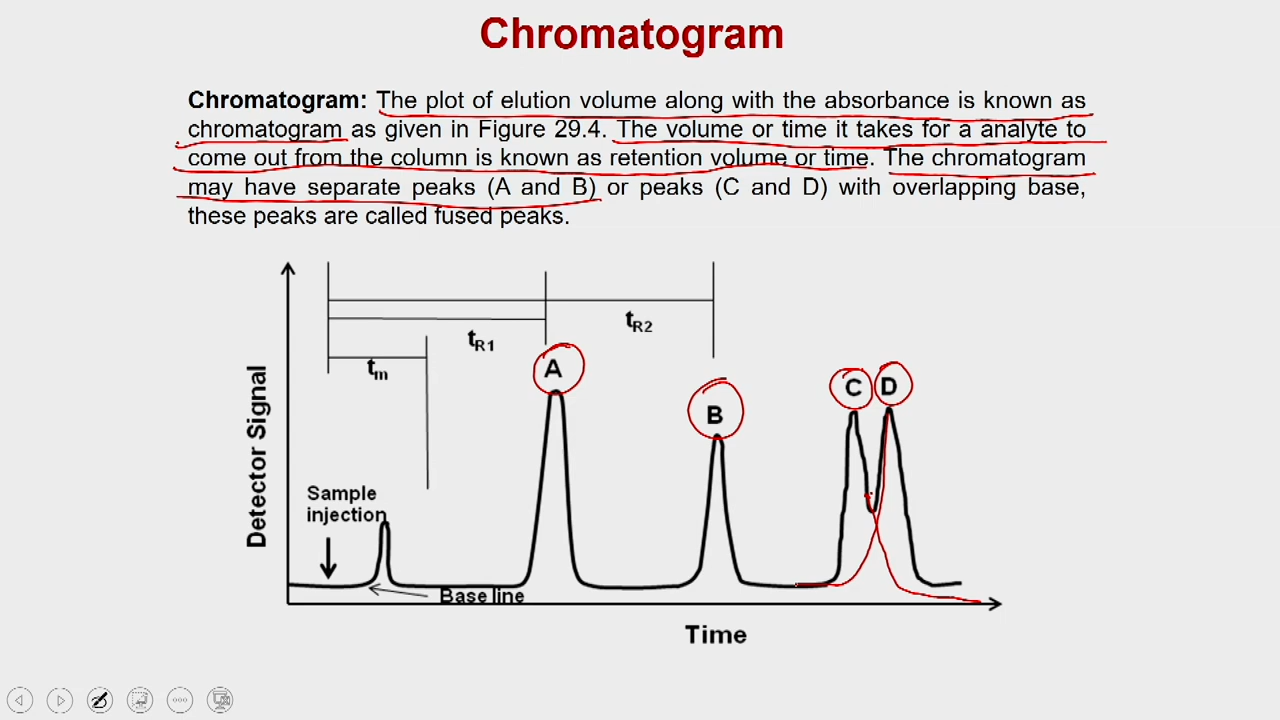 Chromatogram
Chromatogram: The plot of elution volume along with the absorbance is known as
chromatogram as given in Figure 29.4. The volume or time it takes for a analyte to
come out from the column is known as retention volume or time. The chromatogram
may have separate peaks (A and B) or peaks (C and D) with overlapping base,
these peaks are called fused peaks.
tR2
tR1
tm
A
B
C
D
Detector Signal
Sample
injection
Base line
Time